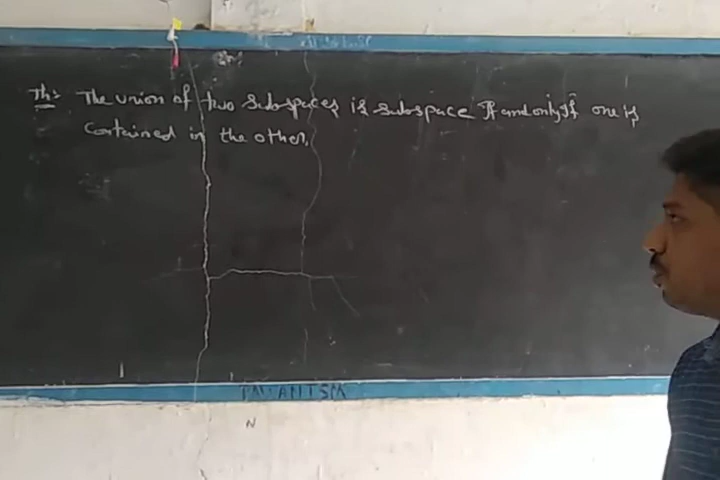 Th: The union of two subspaces is subspace If and only If one is
contained in the other.
N